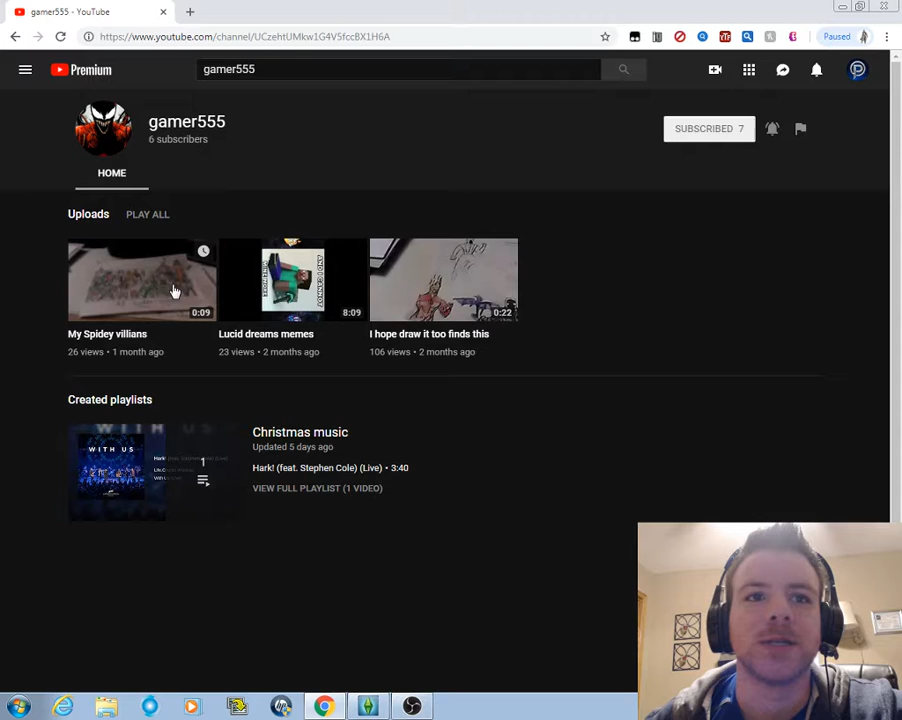 gamer555 - YouTube
https://www.youtube.com/channel/UCzehtUMkw1G4V5fccBX1H6A
Paused
Premium
gamer555
gamer555
6 subscribers
SUBSCRIBED 7
HOME
Uploads PLAY ALL
0:09
8:09
0:22
My Spidey villians
26 views • 1 month ago
Lucid dreams memes
23 views • 2 months ago
I hope draw it too finds this
106 views • 2 months ago
Created playlists
WITH US
1
Christmas music
Updated 5 days ago
Hark! (feat. Stephen Cole) (Live) • 3:40
VIEW FULL PLAYLIST (1 VIDEO)